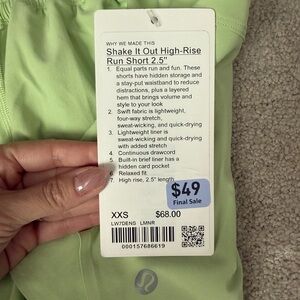 WHY WE MADE THIS
Shake It Out High-Rise
Run Short 2.5"
1. Equal parts run and fun. These
shorts have hidden storage and
a stay-put waistband to reduce
distractions, plus a layered
hem that brings volume and
style to your look
2. Swift fabric is lightweight,
four-way stretch,
sweat-wicking, and quick-drying
3. Lightweight liner is
sweat-wicking and quick-drying
with added stretch
4. Continuous drawcord
5. Built-in brief liner has a
hidden card pocket
6. Relaxed fit
7. High rise, 2.5" length
$49
Final Sale
XXS $68.00
LW7DENS LMNR
000157686619